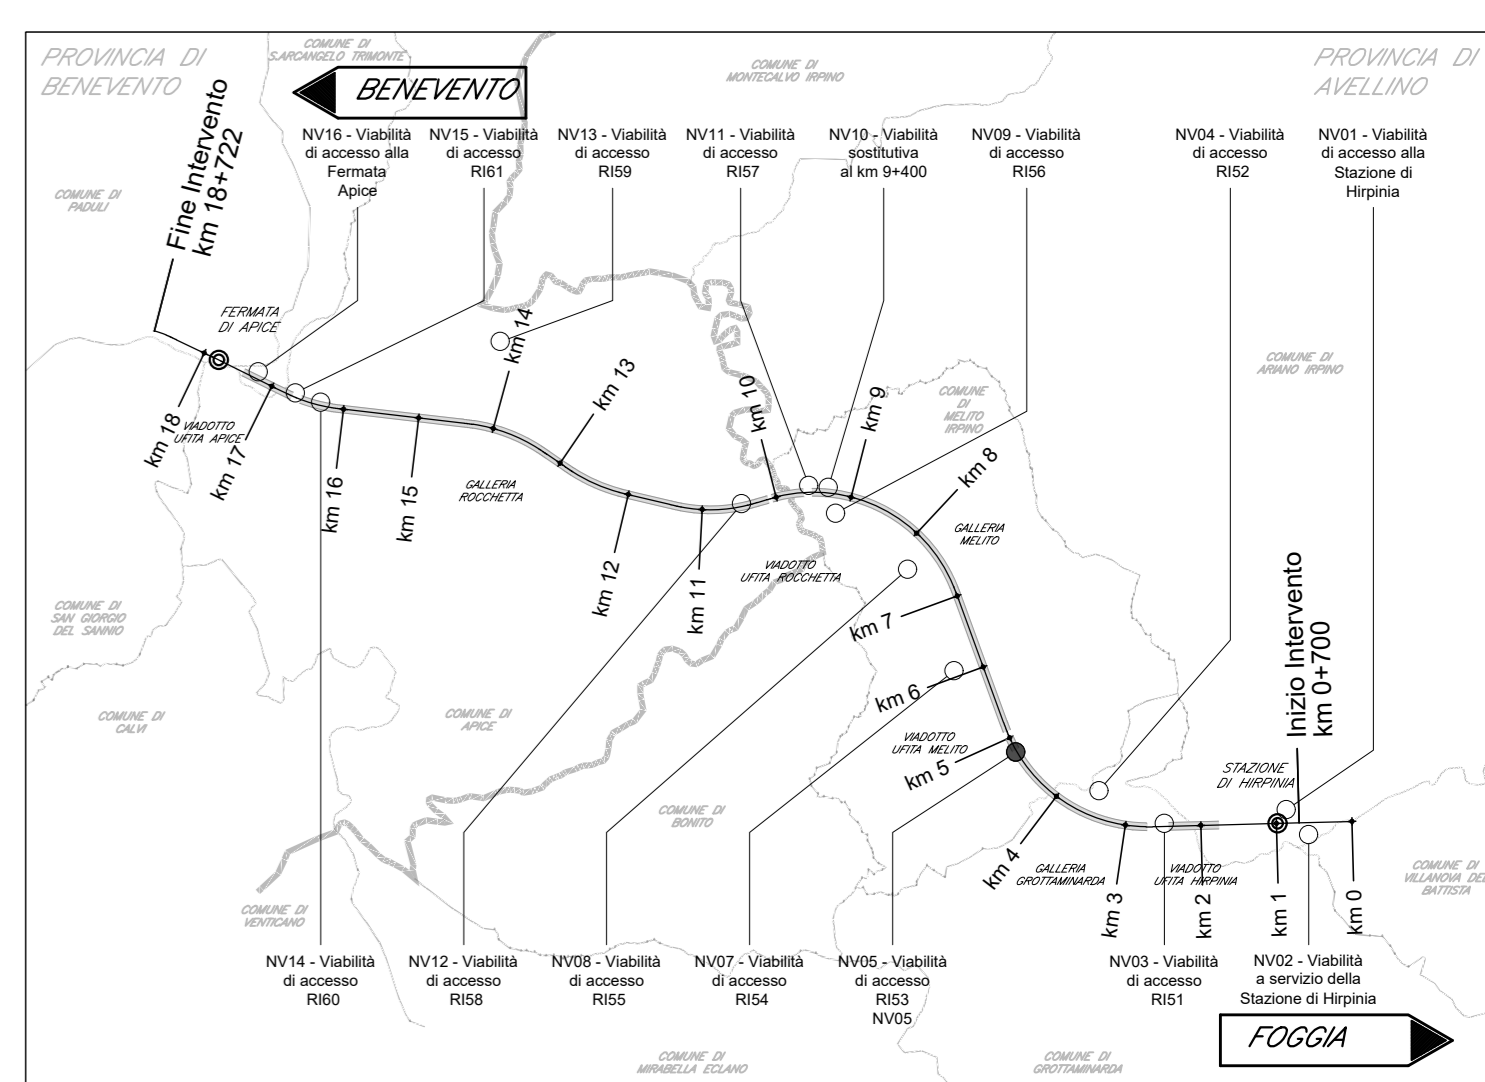 PROVINCIA DI
BENEVENTO
COMUNE DI
S.ARCANGELO TRIMONTE
COMUNE DI
MONTECALVO IRPINO
PROVINCIA DI
AVELLINO
BENEVENTO
Fine Intervento
km 18+722
NV16 - Viabilità
di accesso alla
Fermata
Apice
NV15 - Viabilità
di accesso
RI61
NV13 - Viabilità
di accesso
RI59
NV11 - Viabilità
di accesso
RI57
NV10 - Viabilità
sostitutiva
al km 9+400
NV09 - Viabilità
di accesso
RI56
NV04 - Viabilità
di accesso
RI52
NV01 - Viabilità
di accesso alla
Stazione di
Hirpinia
COMUNE DI
PADULI
FERMATA
DI APICE
COMUNE DI
ARIANO IRPINO
COMUNE
DI
MELITO
IRPINO
VIADOTTO
UFITA APICE
GALLERIA
ROCCHETTA
GALLERIA
MELITO
VIADOTTO
UFITA ROCCHETTA
km 18
km 17
km 16
km 15
km 14
km 13
km 12
km 11
km 10
km 9
km 8
km 7
km 6
km 5
km 4
km 3
km 2
km 1
km 0
COMUNE DI
SAN GIORGIO
DEL SANNIO
COMUNE DI
CALVI
COMUNE DI
APICE
VIADOTTO
UFITA MELITO
Inizio Intervento
km 0+700
STAZIONE
DI HIRPINIA
COMUNE DI
BONITO
GALLERIA
GROTTAMINARDA
VIADOTTO
UFITA HIRPINIA
COMUNE DI
VILLANOVA DEL
BATTISTA
COMUNE DI
VENTICANO
NV14 - Viabilità
di accesso
RI60
NV12 - Viabilità
di accesso
RI58
NV08 - Viabilità
di accesso
RI55
NV07 - Viabilità
di accesso
RI54
NV05 - Viabilità
di accesso
RI53
NV05
NV03 - Viabilità
di accesso
RI51
NV02 - Viabilità
a servizio della
Stazione di Hirpinia
FOGGIA
COMUNE DI
MIRABELLA ECLANO
COMUNE DI
GROTTAMINARDA